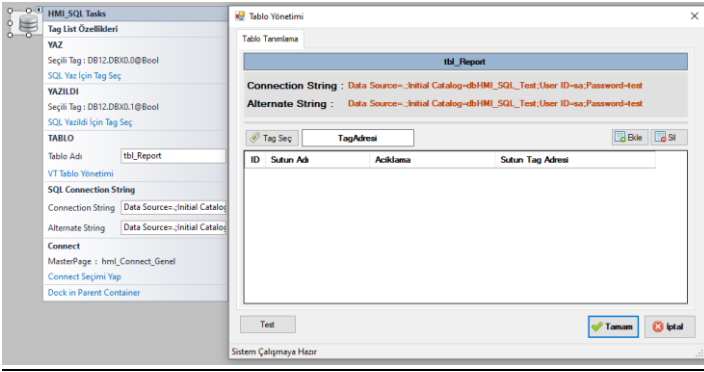 HMI_SQL Tasks
Tag List Özellikleri
YAZ
Seçili Tag : DB12.DBX0.0@Bool
SQL Yaz İçin Tag Seç
YAZILDI
Seçili Tag : DB12.DBX0.1@Bool
SQL Yazildi İçin Tag Seç
TABLO
Tablo Adı tbl_Report
VT Tablo Yönetimi
SQL Connection String
Connection String Data Source=.;Initial Catalog
Alternate String Data Source=.;Initial Catalog
Connect
MasterPage : hml_Connect_Genel
Connect Seçimi Yap
Dock in Parent Container
Tablo Yönetimi
Tablo Tanımlama
tbl_Report
Connection String : Data Source=.;Initial Catalog=dbHMI_SQL_Test;User ID=sa;Password=test
Alternate String : Data Source=.;Initial Catalog=dbHMI_SQL_Test;User ID=sa;Password=test
Tag Seç TagAdresi Ekle Sil
ID Sutun Adı Aciklama Sutun Tag Adresi
Test Tamam İptal
Sistem Çalışmaya Hazır